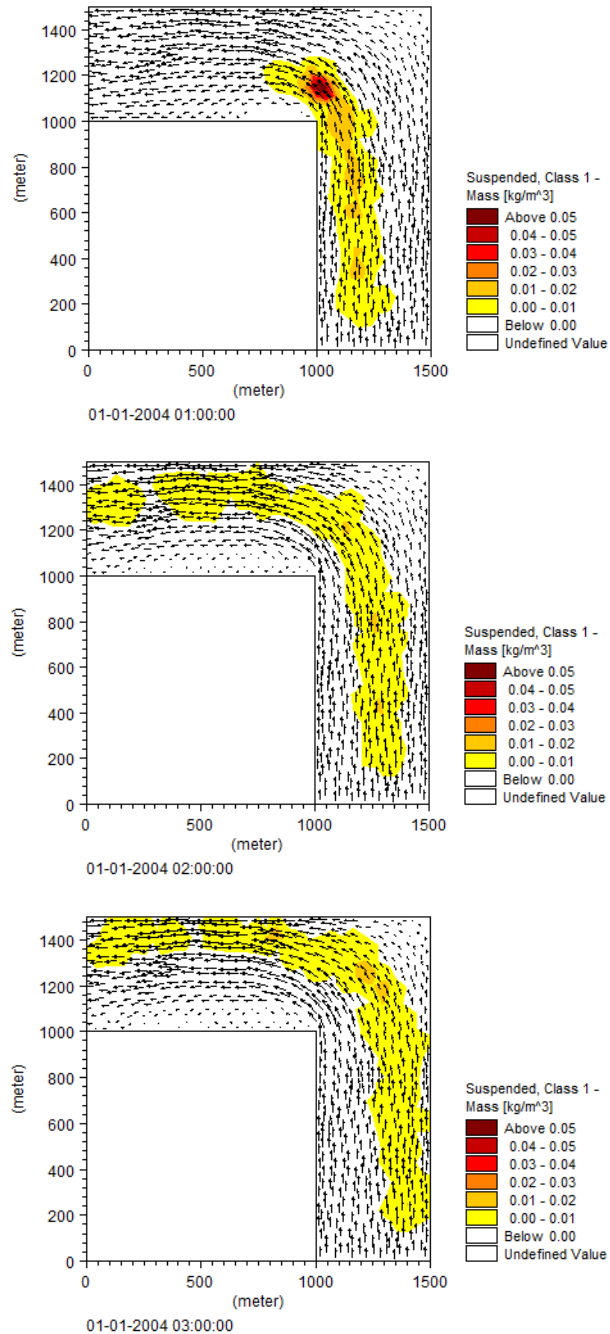 1400
1200
1000
800
600
400
200
0
(meter)
0 500 1000 1500
(meter)
01-01-2004 01:00:00
Suspended, Class 1 -
Mass [kg/m^3]
Above 0.05
0.04 - 0.05
0.03 - 0.04
0.02 - 0.03
0.01 - 0.02
0.00 - 0.01
Below 0.00
Undefined Value
1400
1200
1000
800
600
400
200
0
(meter)
0 500 1000 1500
(meter)
01-01-2004 02:00:00
Suspended, Class 1 -
Mass [kg/m^3]
Above 0.05
0.04 - 0.05
0.03 - 0.04
0.02 - 0.03
0.01 - 0.02
0.00 - 0.01
Below 0.00
Undefined Value
1400
1200
1000
800
600
400
200
0
(meter)
0 500 1000 1500
(meter)
01-01-2004 03:00:00
Suspended, Class 1 -
Mass [kg/m^3]
Above 0.05
0.04 - 0.05
0.03 - 0.04
0.02 - 0.03
0.01 - 0.02
0.00 - 0.01
Below 0.00
Undefined Value